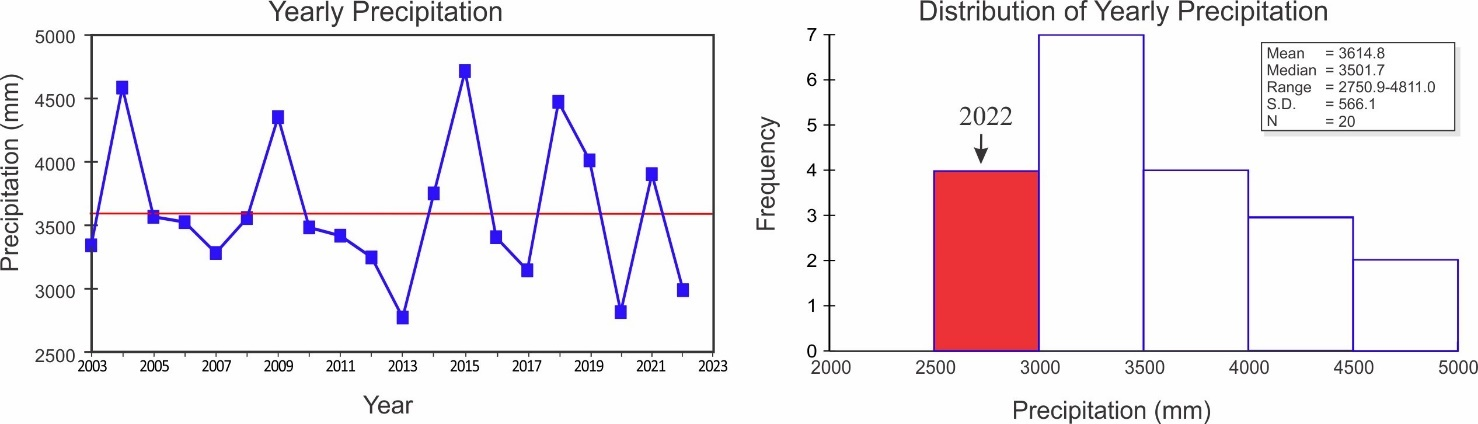 Yearly Precipitation
Precipitation (mm)
5000
4500
4000
3500
3000
2500
2003 2005 2007 2009 2011 2013 2015 2017 2019 2021 2023
Year
Distribution of Yearly Precipitation
Frequency
7
6
5
4
3
2
1
0
2022
Mean = 3614.8
Median = 3501.7
Range = 2750.9-4811.0
S.D. = 566.1
N = 20
2000 2500 3000 3500 4000 4500 5000
Precipitation (mm)